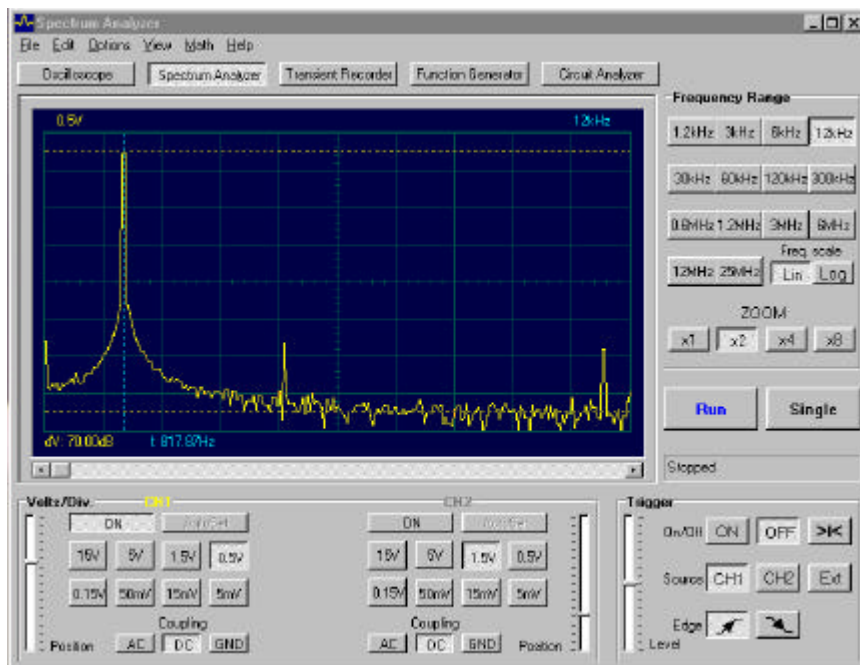 Spectrum Analyzer
File Edit Options View Math Help
Oscilloscope Spectrum Analyzer Transient Recorder Function Generator Circuit Analyzer
0.5V 12kHz
dV: 70.00dB f: 817.87Hz
Frequency Range
1.2kHz 3kHz 6kHz 12kHz
30kHz 60kHz 120kHz 300kHz
0.6MHz 1.2MHz 3MHz 6MHz
Freq. scale
12MHz 25MHz Lin Log
ZOOM
x1 x2 x4 x8
Run Single
Stopped
Volts/Div. CH1 CH2
ON AutoSet ON AutoSet
15V 5V 1.5V 0.5V 15V 5V 1.5V 0.5V
0.15V 50mV 15mV 5mV 0.15V 50mV 15mV 5mV
Coupling Coupling
Position AC DC GND AC DC GND Position
Trigger
On/Off ON OFF
Source CH1 CH2 Ext
Edge
Level